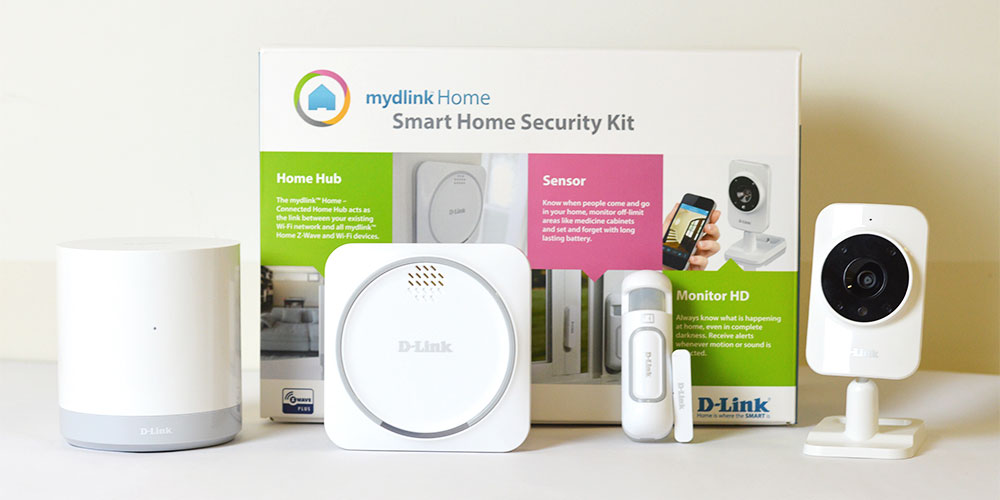 mydlink Home
Smart Home Security Kit
Home Hub
The mydlink™ Home –
Connected Home Hub acts as
the link between your existing
Wi-Fi network and all mydlink™
Home Z-Wave and Wi-Fi devices.
D-Link
Sensor
Know when people come and go
in your home, monitor off-limit
areas like medicine cabinets
and set and forget with long
lasting battery.
D-Link
Monitor HD
Always know what is happening
at home, even in complete
darkness. Receive alerts
whenever motion or sound is
Z WAVE
PLUS
D-Link
Home is where the SMART is.
D-Link
D-Link
D-Link
D-Link
D-Link